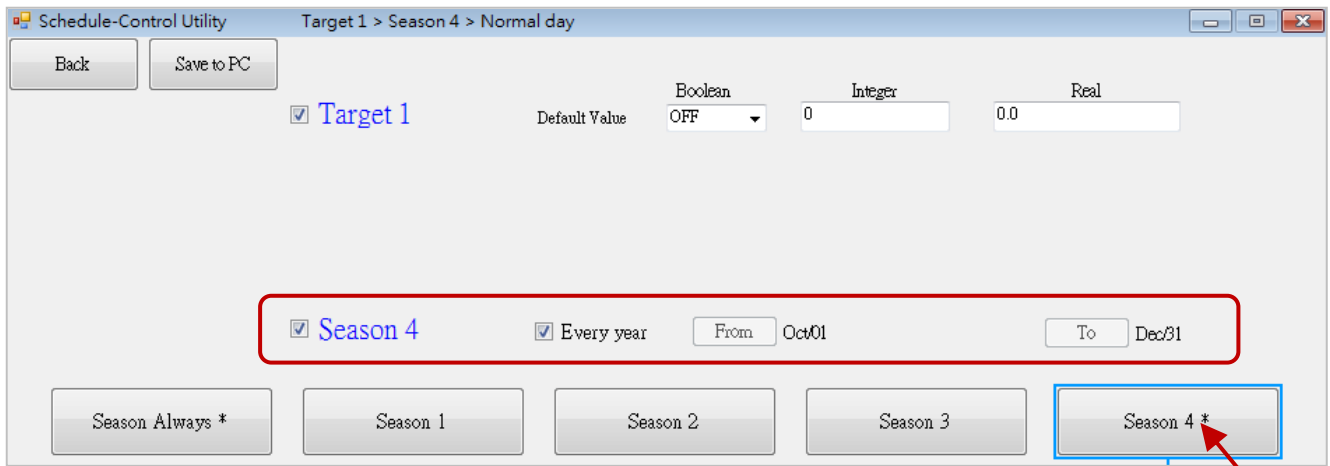 Schedule-Control Utility Target 1 > Season 4 > Normal day
Back Save to PC
Boolean Integer Real
Target 1 Default Value OFF 0 0.0
Season 4 Every year From Oct/01 To Dec/31
Season Always * Season 1 Season 2 Season 3 Season 4 *